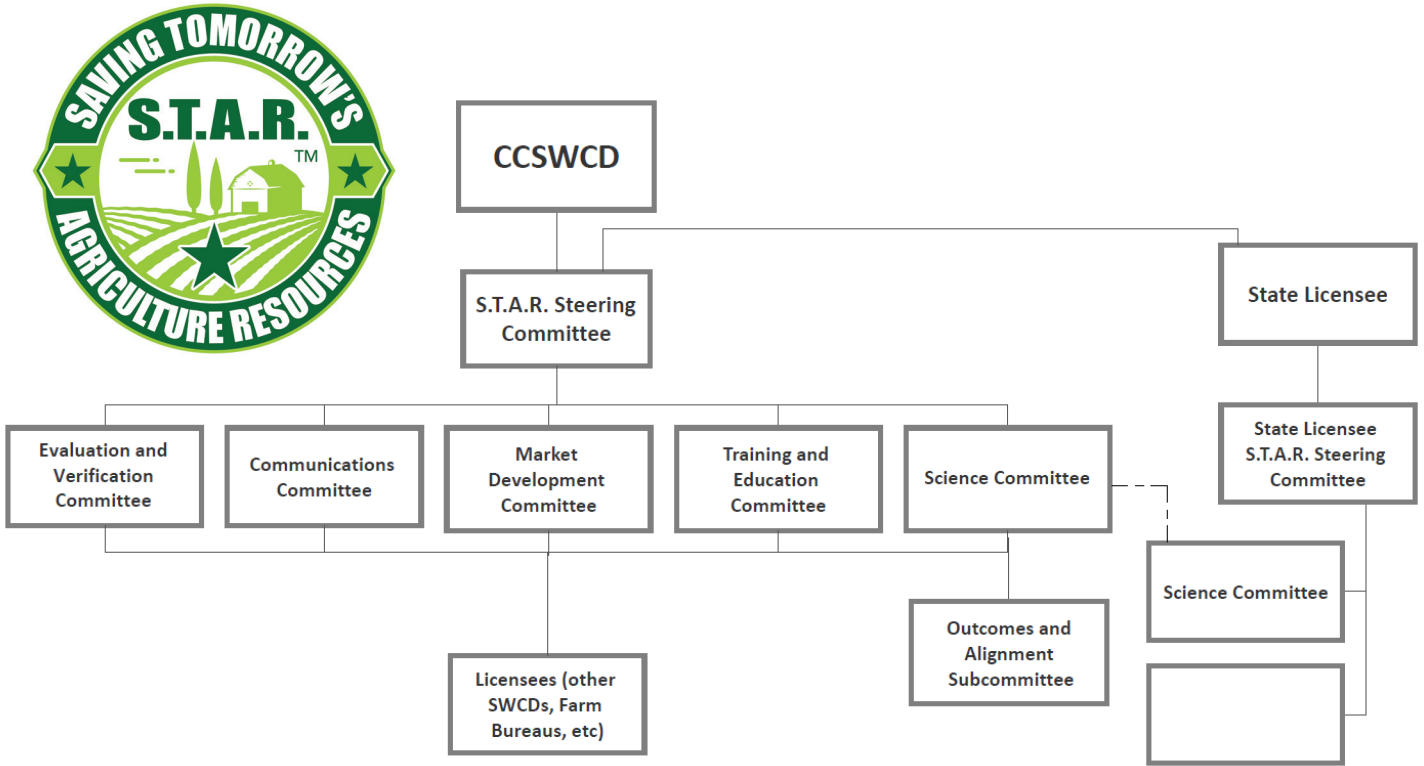 SAVING TOMORROW'S
S.T.A.R.
TM
AGRICULTURE RESOURCES
CCSWCD
S.T.A.R. Steering
Committee
State Licensee
Evaluation and
Verification
Committee
Communications
Committee
Market
Development
Committee
Training and
Education
Committee
Science Committee
State Licensee
S.T.A.R. Steering
Committee
Science Committee
Outcomes and
Alignment
Subcommittee
Licensees (other
SWCDs, Farm
Bureaus, etc)